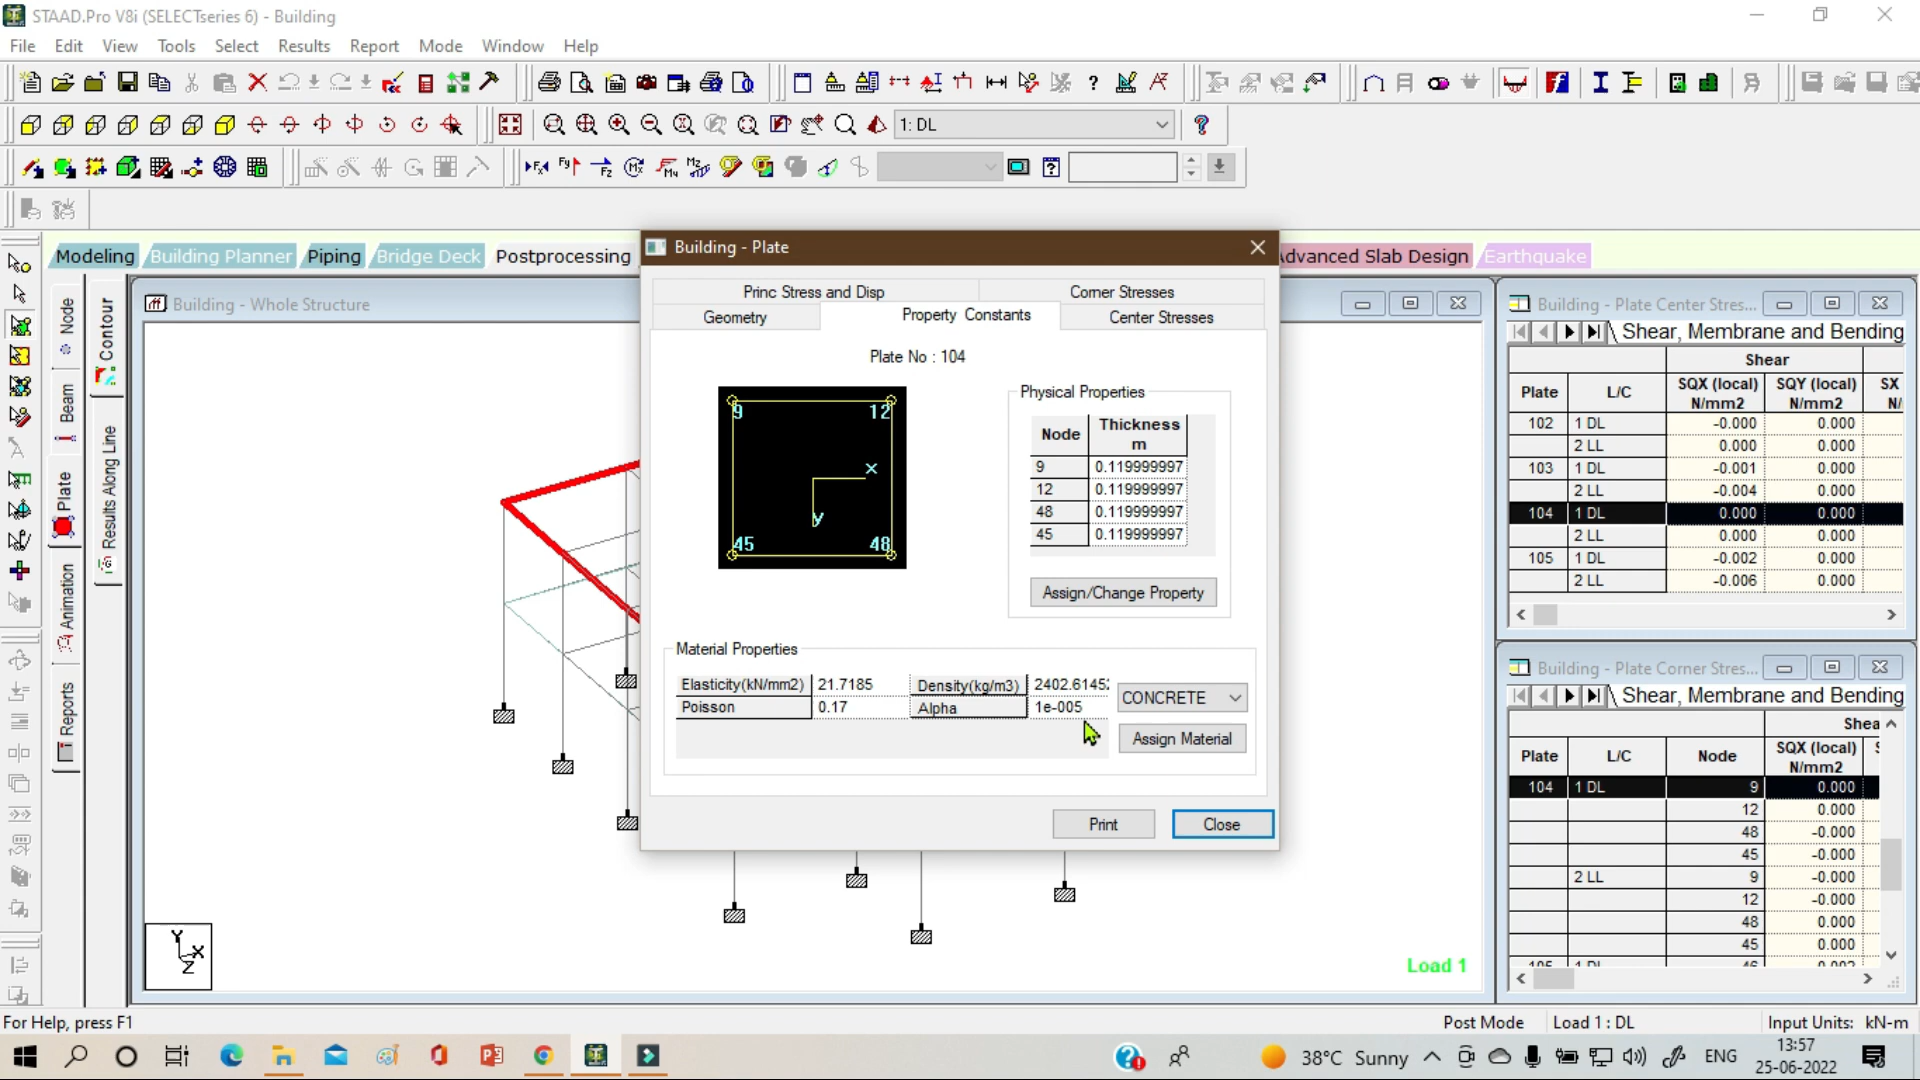 STAAD.Pro V8i (SELECTseries 6) - Building
File Edit View Tools Select Results Report Mode Window Help
1: DL
Modeling Building Planner Piping Bridge Deck Postprocessing
Advanced Slab Design Earthquake
Node
Beam
Plate
Animation
Reports
Contour
Results Along Line
Building - Whole Structure
Y
X
Z
Load 1
Building - Plate
Princ Stress and Disp Corner Stresses
Geometry Property Constants Center Stresses
Plate No : 104
9 12
x
y
45 48
Physical Properties
Node Thickness m
9 0.119999997
12 0.119999997
48 0.119999997
45 0.119999997
Assign/Change Property
Material Properties
Elasticity(kN/mm2) 21.7185 Density(kg/m3) 2402.6145
Poisson 0.17 Alpha 1e-005
CONCRETE
Assign Material
Print Close
Building - Plate Center Stres...
Shear, Membrane and Bending
Shear
Plate L/C SQX (local) N/mm2 SQY (local) N/mm2 SX N/
102 1 DL -0.000 0.000
2 LL 0.000 0.000
103 1 DL -0.001 0.000
2 LL -0.004 0.000
104 1 DL 0.000 0.000
2 LL 0.000 0.000
105 1 DL -0.002 0.000
2 LL -0.006 0.000
Building - Plate Corner Stres...
Shear, Membrane and Bending
Shea
Plate L/C Node SQX (local) N/mm2
104 1 DL 9 0.000
12 0.000
48 -0.000
45 -0.000
2 LL 9 -0.000
12 -0.000
48 0.000
45 0.000
For Help, press F1
Post Mode Load 1 : DL Input Units: kN-m
38°C Sunny ENG 13:57
25-06-2022